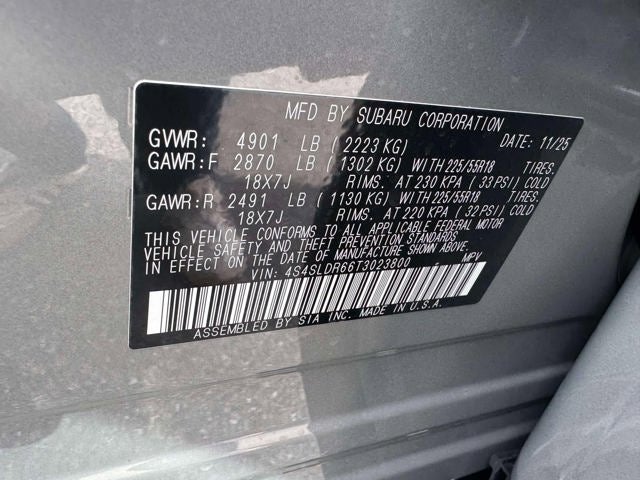 MFD BY SUBARU CORPORATION
GVWR: 4901 LB (2223 KG) DATE: 11/25
GAWR:F 2870 LB (1302 KG) WITH 225/55R18 TIRES.
18X7J RIMS. AT 230 KPA (33 PSI) COLD
GAWR:R 2491 LB (1130 KG) WITH 225/55R18 TIRES.
18X7J RIMS. AT 220 KPA (32 PSI) COLD
THIS VEHICLE CONFORMS TO ALL APPLICABLE FEDERAL MOTOR
VEHICLE SAFETY AND BUMPER AND THEFT PREVENTION STANDARDS
IN EFFECT ON THE DATE OF MANUFACTURE SHOWN ABOVE.
VIN: 4S4SLDR66T3023800 MPV
ASSEMBLED BY SIA INC. MADE IN U.S.A.